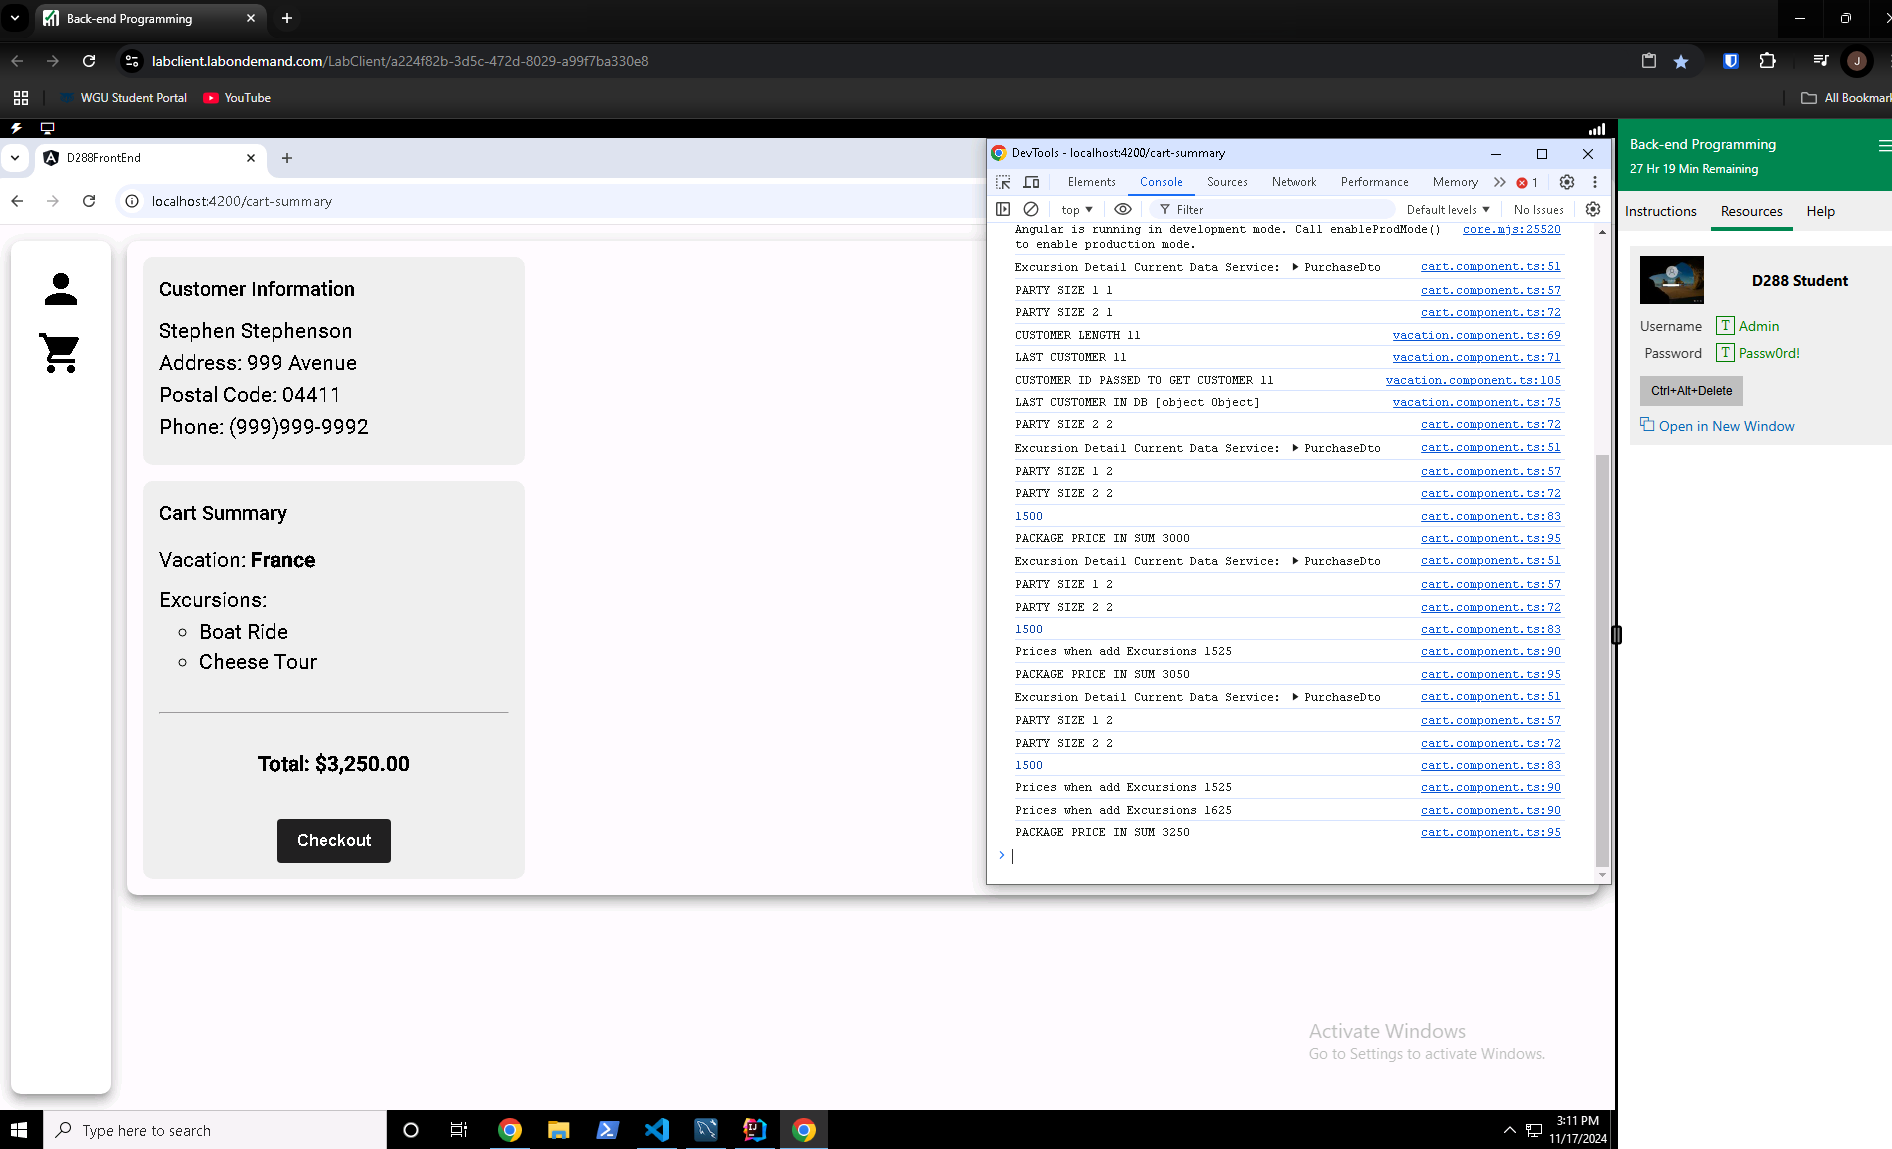 Back-end Programming
labclient.labondemand.com/LabClient/a224f82b-3d5c-472d-8029-a99f7ba330e8
J
WGU Student Portal
YouTube
All Bookmar
D288FrontEnd
localhost:4200/cart-summary
Customer Information
Stephen Stephenson
Address: 999 Avenue
Postal Code: 04411
Phone: (999)999-9992
Cart Summary
Vacation: France
Excursions:
Boat Ride
Cheese Tour
Total: $3,250.00
Checkout
DevTools - localhost:4200/cart-summary
Elements Console Sources Network Performance Memory 1
top Filter Default levels No Issues
Angular is running in development mode. Call enableProdMode() core.mjs:25520
to enable production mode.
Excursion Detail Current Data Service: PurchaseDto cart.component.ts:51
PARTY SIZE 1 1 cart.component.ts:57
PARTY SIZE 2 1 cart.component.ts:72
CUSTOMER LENGTH 11 vacation.component.ts:69
LAST CUSTOMER 11 vacation.component.ts:71
CUSTOMER ID PASSED TO GET CUSTOMER 11 vacation.component.ts:105
LAST CUSTOMER IN DB [object Object] vacation.component.ts:75
PARTY SIZE 2 2 cart.component.ts:72
Excursion Detail Current Data Service: PurchaseDto cart.component.ts:51
PARTY SIZE 1 2 cart.component.ts:57
PARTY SIZE 2 2 cart.component.ts:72
1500 cart.component.ts:83
PACKAGE PRICE IN SUM 3000 cart.component.ts:95
Excursion Detail Current Data Service: PurchaseDto cart.component.ts:51
PARTY SIZE 1 2 cart.component.ts:57
PARTY SIZE 2 2 cart.component.ts:72
1500 cart.component.ts:83
Prices when add Excursions 1525 cart.component.ts:90
PACKAGE PRICE IN SUM 3050 cart.component.ts:95
Excursion Detail Current Data Service: PurchaseDto cart.component.ts:51
PARTY SIZE 1 2 cart.component.ts:57
PARTY SIZE 2 2 cart.component.ts:72
1500 cart.component.ts:83
Prices when add Excursions 1525 cart.component.ts:90
Prices when add Excursions 1625 cart.component.ts:90
PACKAGE PRICE IN SUM 3250 cart.component.ts:95
Back-end Programming
27 Hr 19 Min Remaining
Instructions Resources Help
D288 Student
Username T Admin
Password T Passw0rd!
Ctrl+Alt+Delete
Open in New Window
Activate Windows
Go to Settings to activate Windows.
Type here to search
3:11 PM
11/17/2024